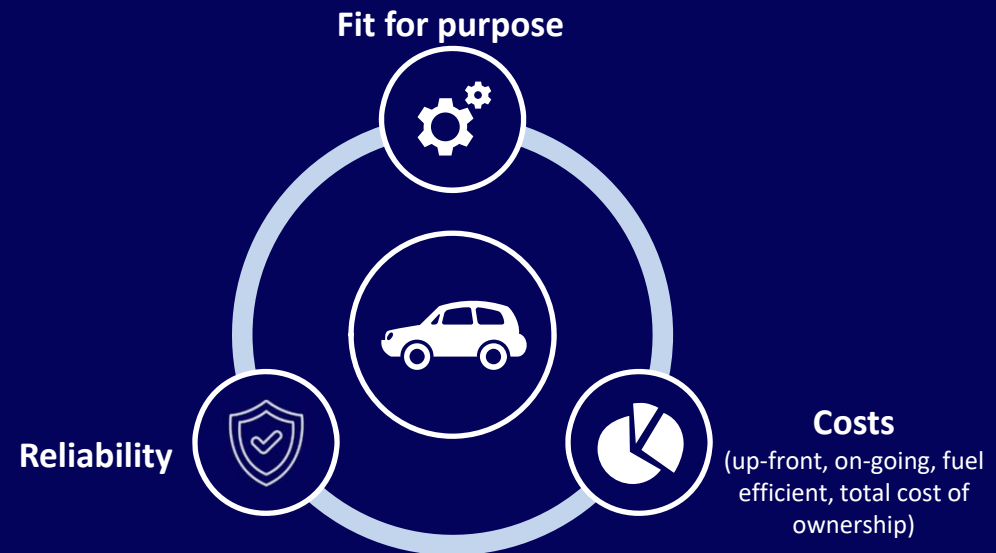 Fit for purpose
Reliability
Costs
(up-front, on-going, fuel
efficient, total cost of
ownership)